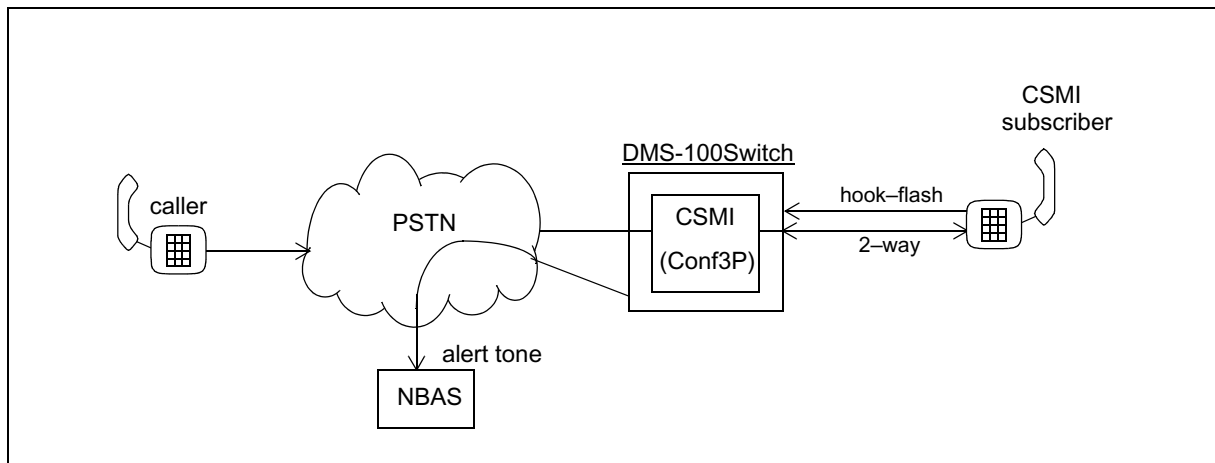 CSMI
subscriber
DMS-100Switch
caller
PSTN
CSMI
(Conf3P)
hook–flash
2–way
alert tone
NBAS